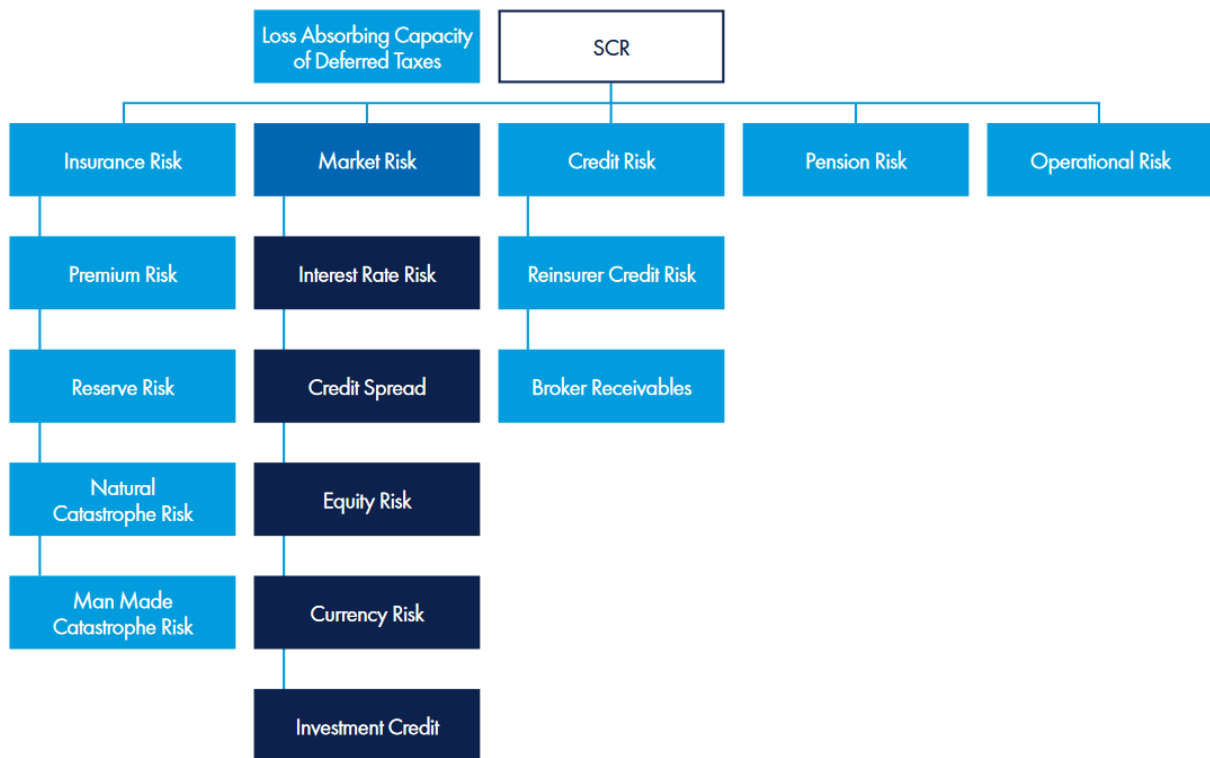 Loss Absorbing Capacity
of Deferred Taxes
SCR
Insurance Risk
Market Risk
Credit Risk
Pension Risk
Operational Risk
Premium Risk
Interest Rate Risk
Reinsurer Credit Risk
Reserve Risk
Credit Spread
Broker Receivables
Natural
Catastrophe Risk
Equity Risk
Man Made
Catastrophe Risk
Currency Risk
Investment Credit